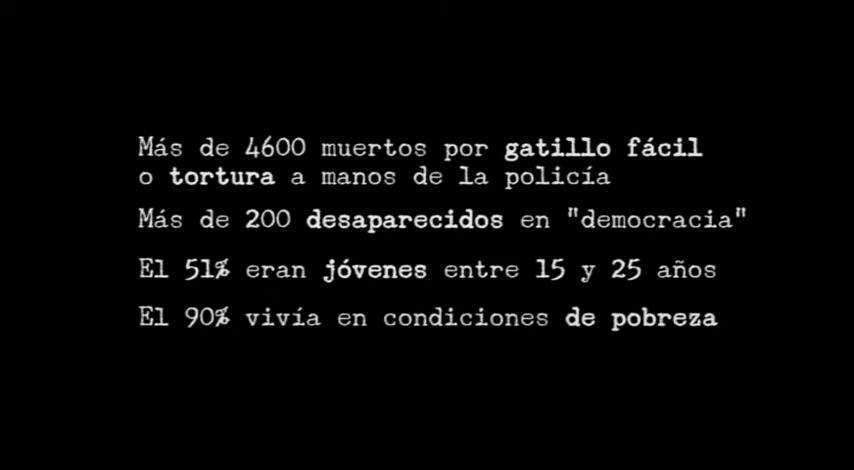 Más de 4600 muertos por gatillo fácil
o tortura a manos de la policía
Más de 200 desaparecidos en "democracia"
El 51% eran jóvenes entre 15 y 25 años
El 90% vivía en condiciones de pobreza